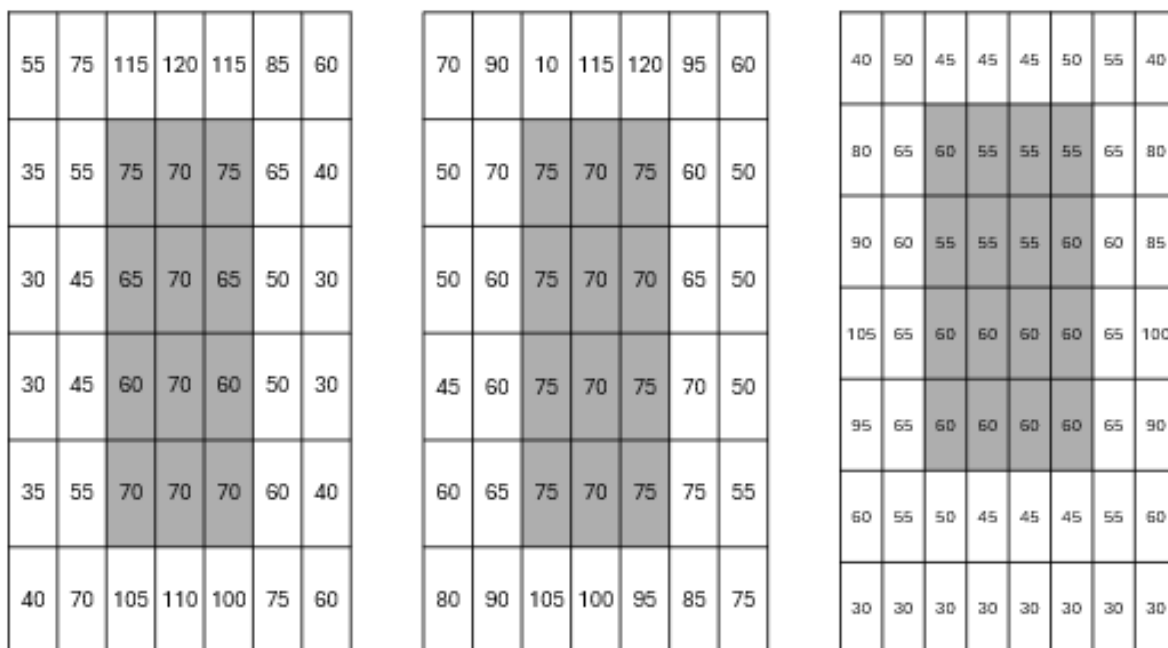 55 75 115 120 115 85 60
35 55 75 70 75 65 40
30 45 65 70 65 50 30
30 45 60 70 60 50 30
35 55 70 70 70 60 40
40 70 105 110 100 75 60
70 90 10 115 120 95 60
50 70 75 70 75 60 50
50 60 75 70 70 65 50
45 60 75 70 75 70 50
60 65 75 70 75 75 55
80 90 105 100 95 85 75
40 50 45 45 45 50 55 40
80 65 60 55 55 55 65 80
90 60 55 55 55 60 60 85
105 65 60 60 60 60 65 100
95 65 60 60 60 60 65 90
60 55 50 45 45 45 55 60
30 30 30 30 30 30 30 30